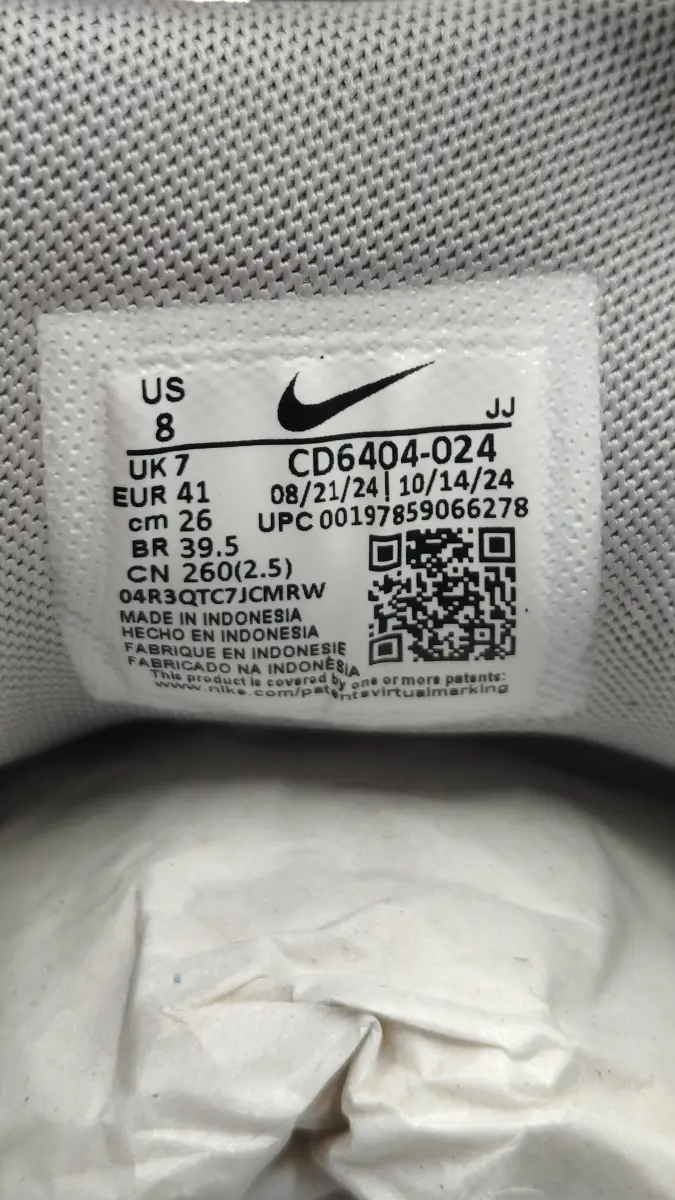 US
8
JJ
UK 7
CD6404-024
EUR 41
08/21/24 | 10/14/24
cm 26
UPC 00197859066278
BR 39.5
CN 260(2.5)
04R3QTC7JCMRW
MADE IN INDONESIA
HECHO EN INDONESIA
FABRIQUE EN INDONESIE
FABRICADO NA INDONÉSIA
This product is covered by one or more patents:
www.nike.com/patentsvirtualmarking